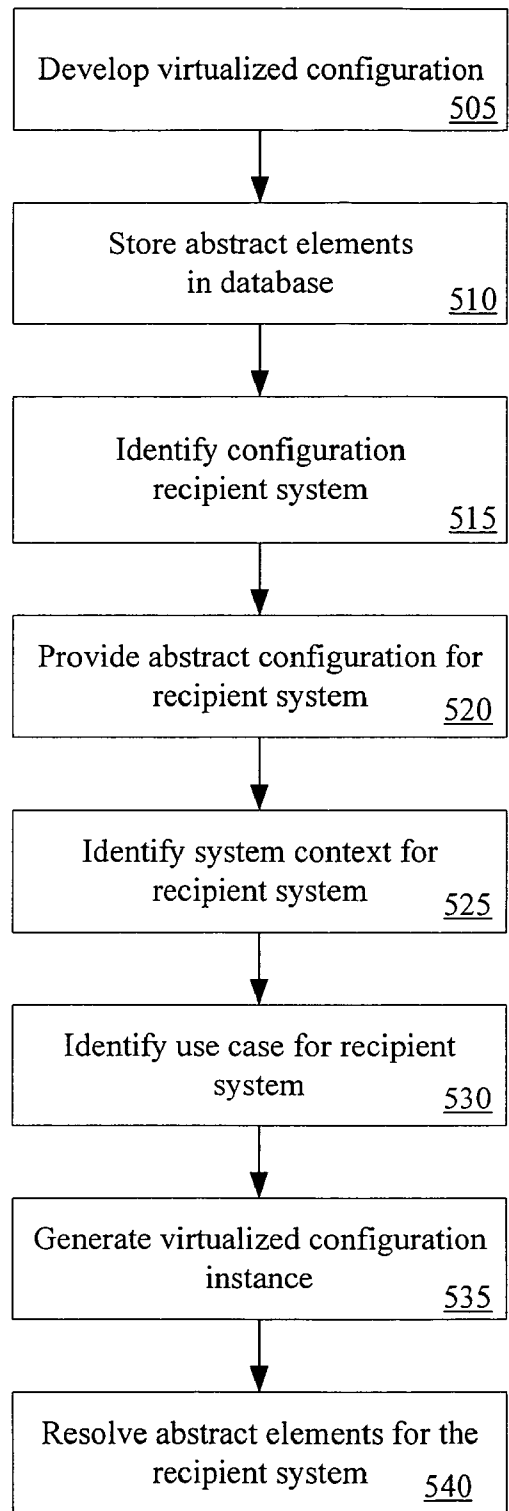 Develop virtualized configuration
505
Store abstract elements
in database
510
Identify configuration
recipient system
515
Provide abstract configuration for
recipient system
520
Identify system context for
recipient system
525
Identify use case for recipient
system
530
Generate virtualized configuration
instance
535
Resolve abstract elements for the
recipient system
540